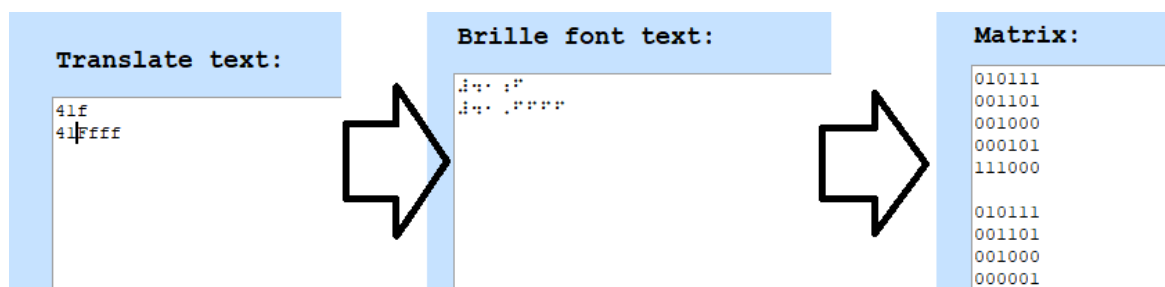 Translate text:
41f
41Ffff
Brille font text:
⠼⠲⠂⠰⠋
⠼⠲⠂⠠⠋⠋⠋⠋
Matrix:
010111
001101
001000
000101
111000
010111
001101
001000
000001